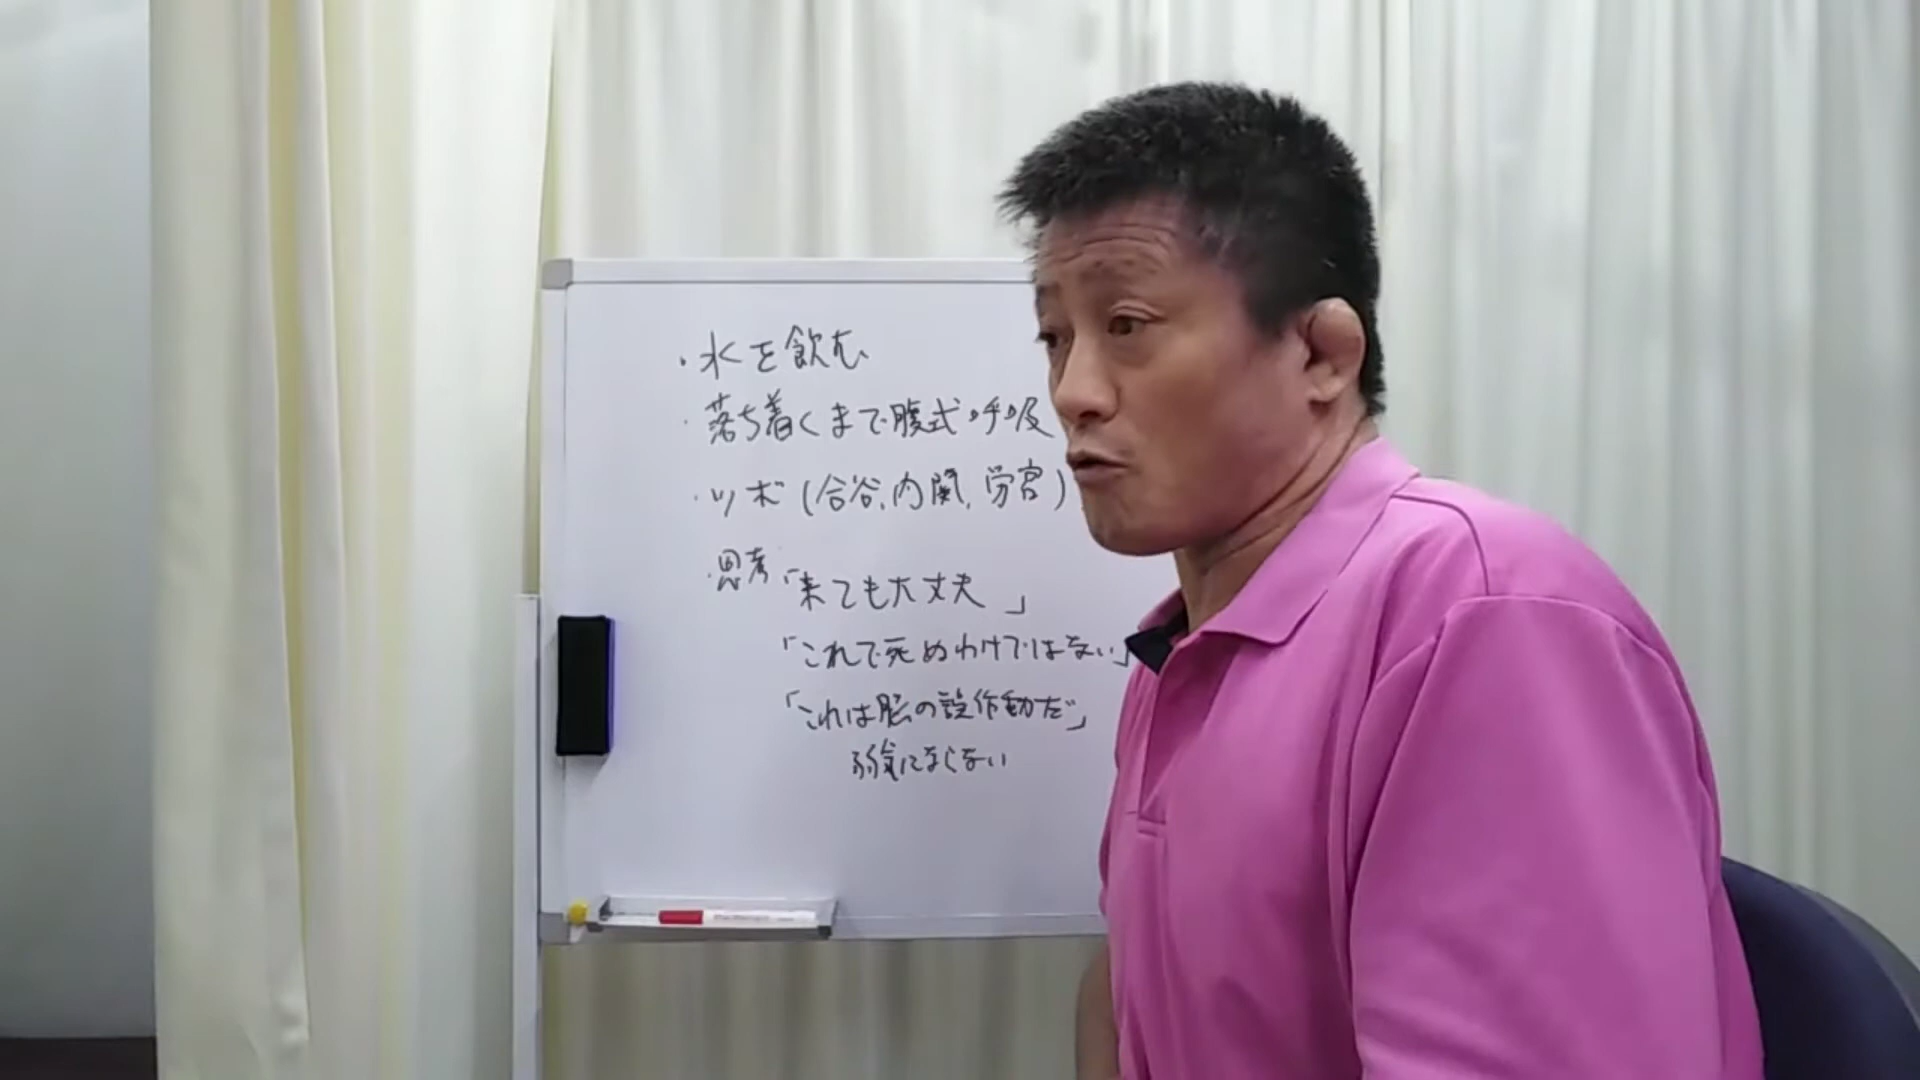 ・水を飲む
・落ち着くまで腹式呼吸
・ツボ(合谷、内関、労宮)
・思考「来ても大丈夫」
「これで死ぬわけではない」
「これは脳の誤作動だ」
弱気にならない